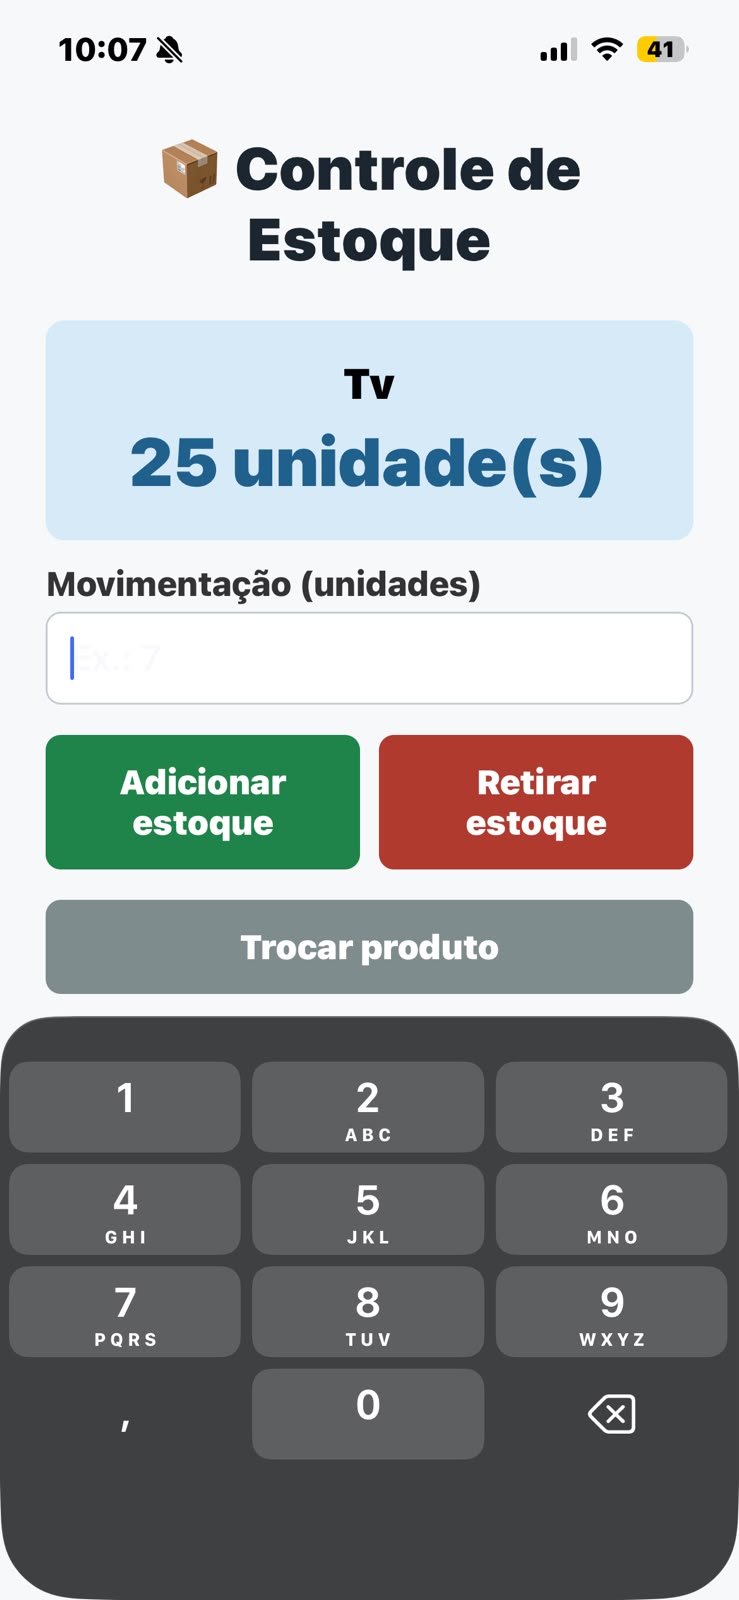 10:07
41
Controle de
Estoque
Tv
25 unidade(s)
Movimentação (unidades)
Ex.: 7
Adicionar
estoque
Retirar
estoque
Trocar produto
1
2
ABC
3
DEF
4
GHI
5
JKL
6
MNO
7
PQRS
8
TUV
9
WXYZ
,
0